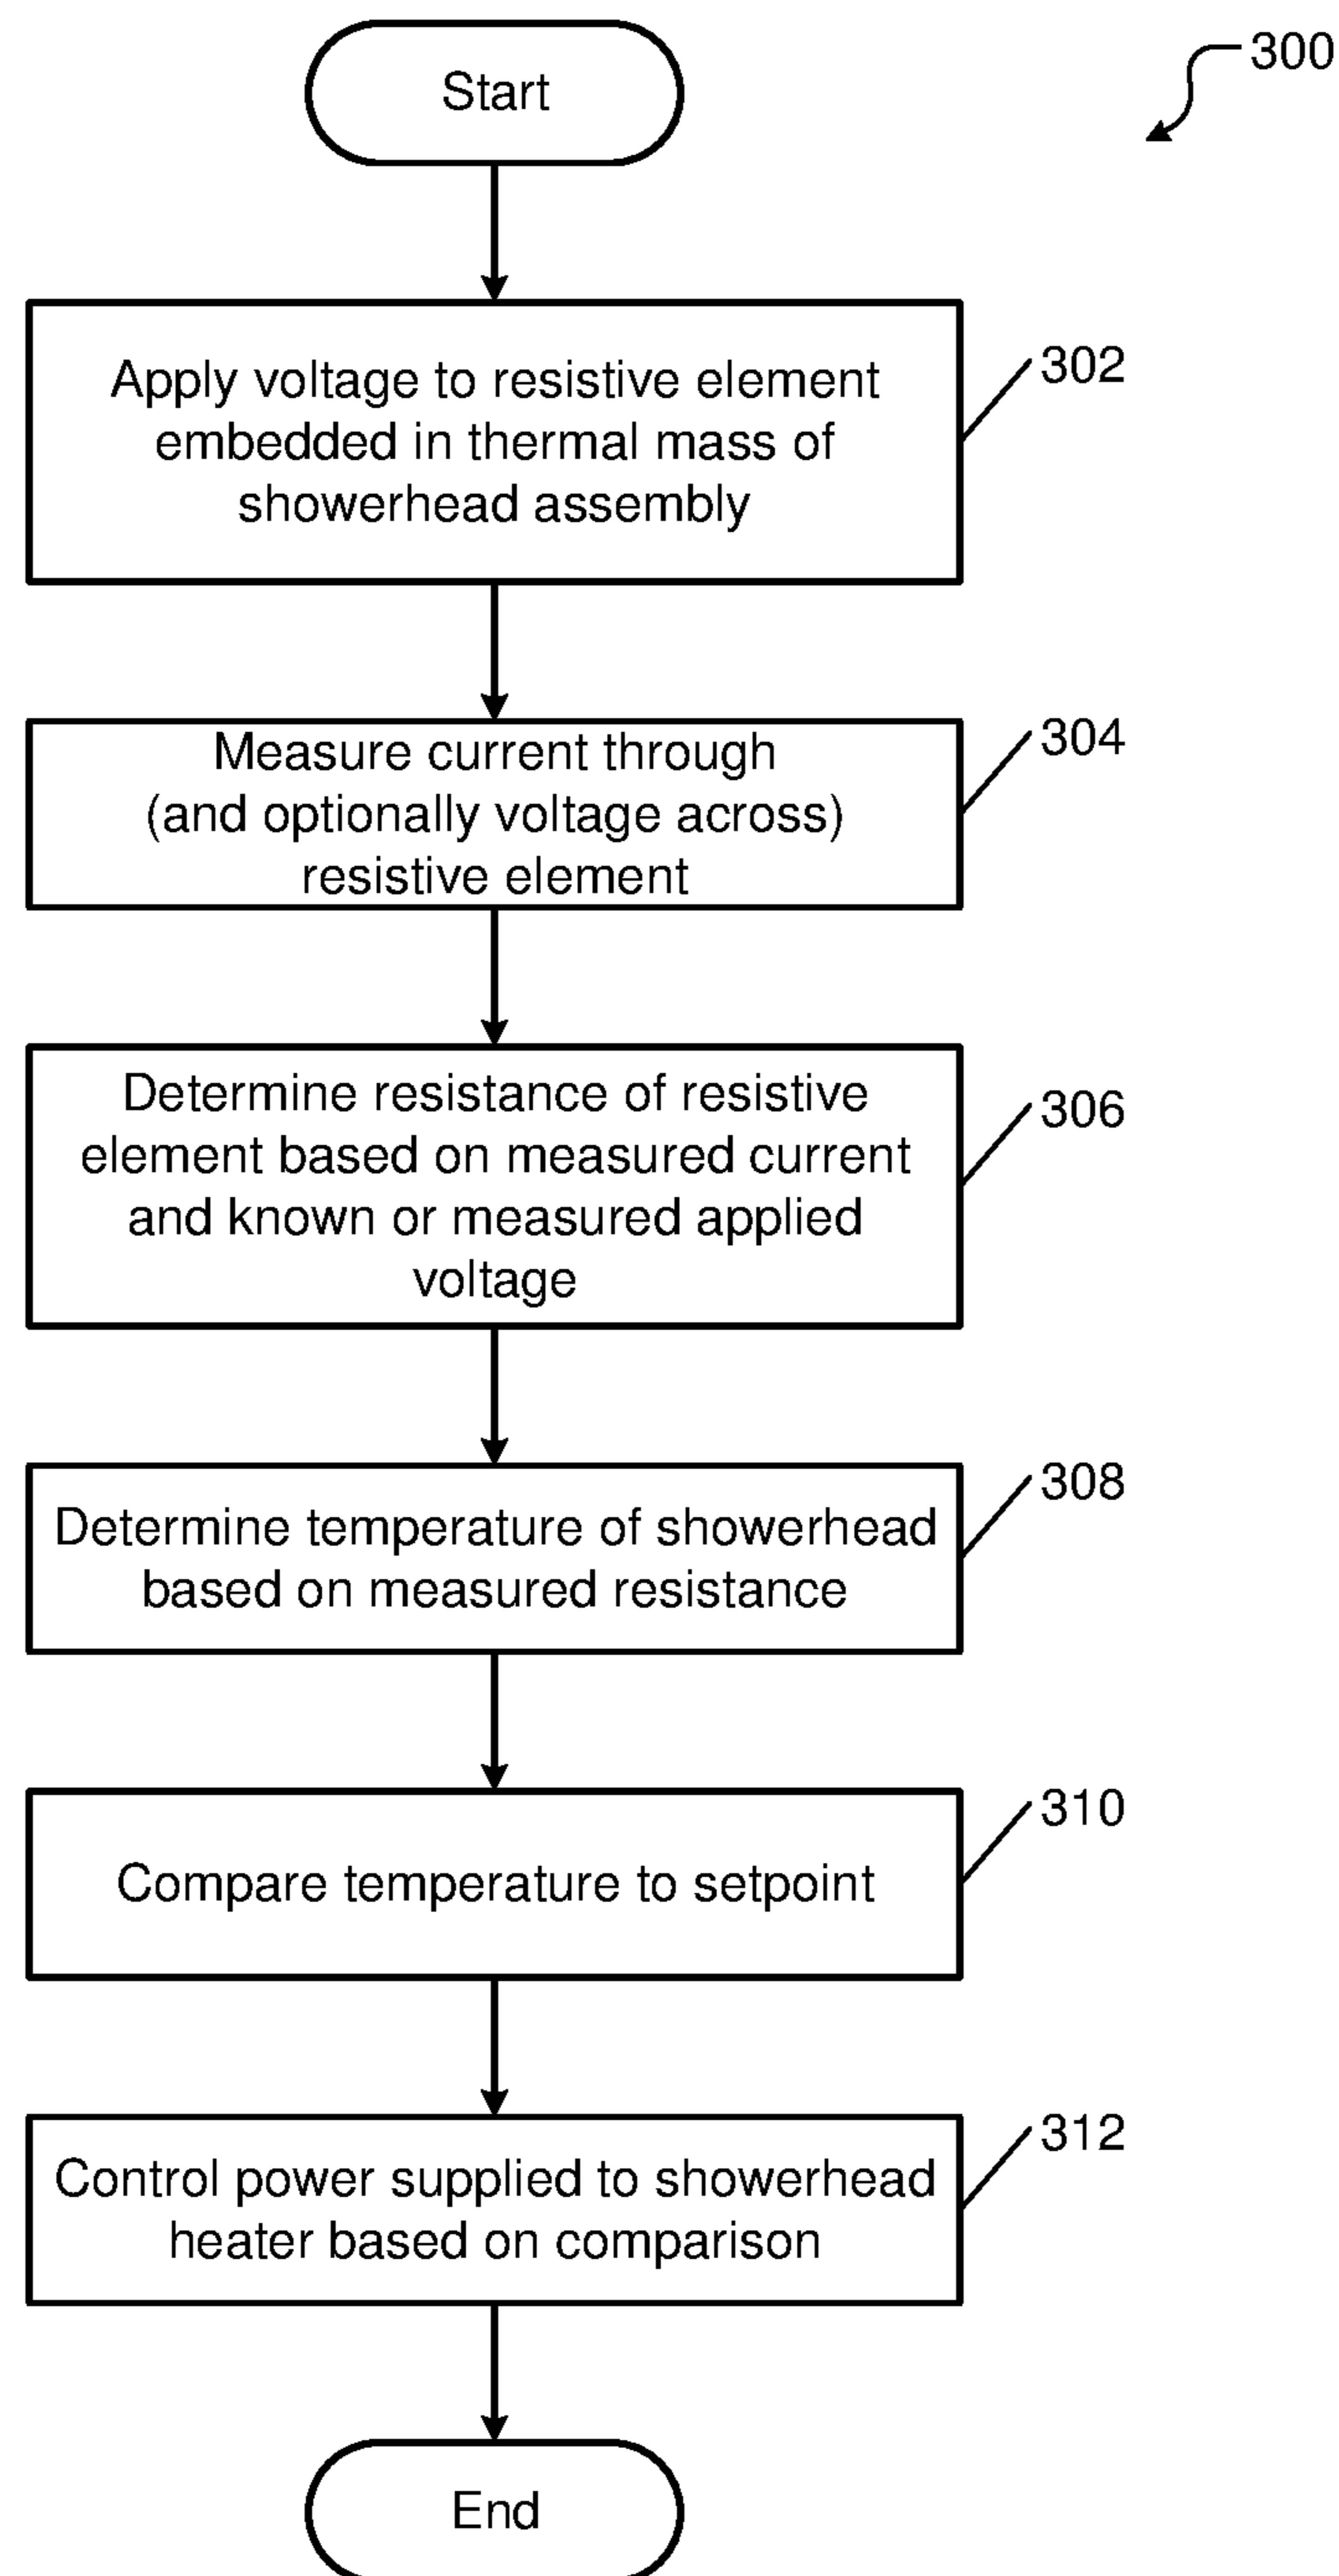 Start
300
Apply voltage to resistive element
embedded in thermal mass of
showerhead assembly
302
Measure current through
(and optionally voltage across)
resistive element
304
Determine resistance of resistive
element based on measured current
and known or measured applied
voltage
306
Determine temperature of showerhead
based on measured resistance
308
Compare temperature to setpoint
310
Control power supplied to showerhead
heater based on comparison
312
End